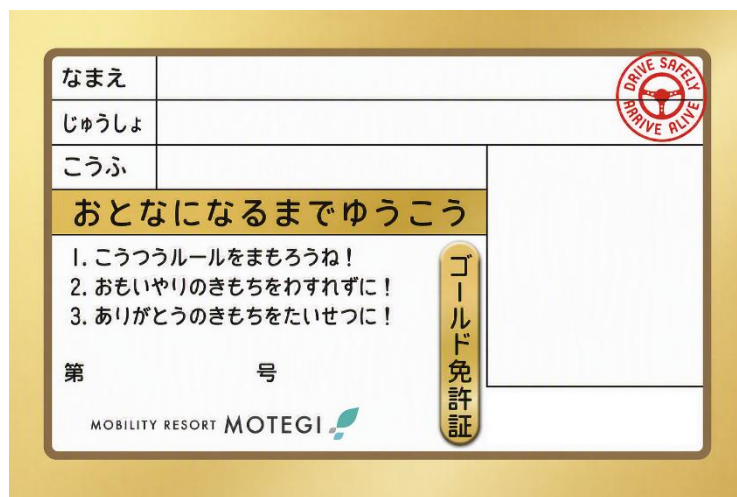 なまえ
DRIVE SAFELY
ARRIVE ALIVE
じゅうしょ
こうふ
おとなになるまでゆうこう
1. こうつうルールをまもろうね！
2. おもいやりのきもちをわすれずに！
3. ありがとうのきもちをたいせつに！
ゴールド免許証
第 号
MOBILITY RESORT MOTEGI